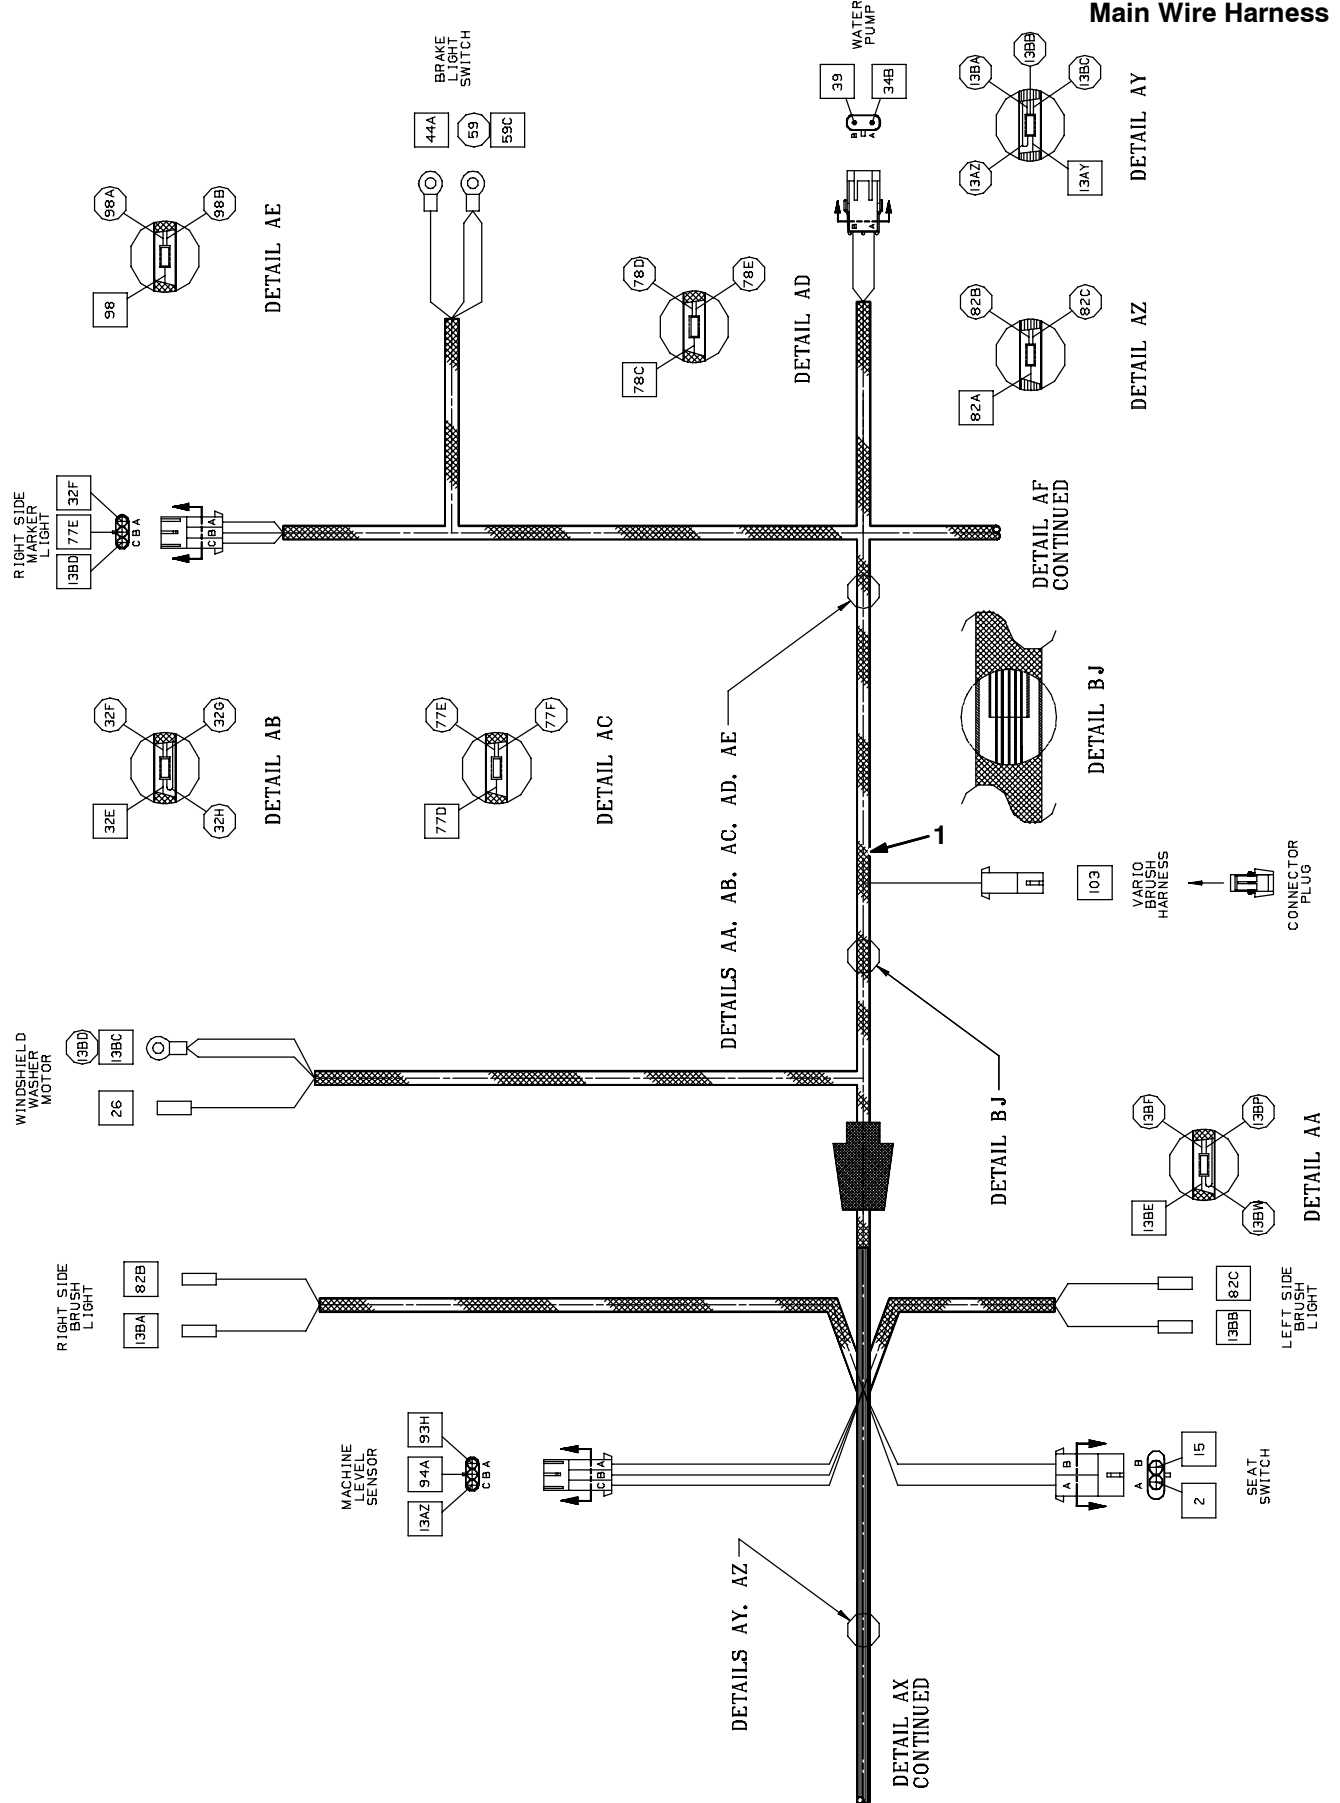 Main Wire Harness
BRAKE
LIGHT
SWITCH
44A
59
59C
WATER
PUMP
39
34B
B
A
B
A
13BA
13BB
13BC
13AZ
13AY
DETAIL AY
98A
98B
98
DETAIL AE
78D
78E
78C
DETAIL AD
82B
82C
82A
DETAIL AZ
RIGHT SIDE
MARKER
LIGHT
32F
77E
13BD
C B A
C B A
DETAIL AF
CONTINUED
32F
32G
32E
32H
DETAIL AB
77E
77F
77D
DETAIL AC
DETAILS AA. AB. AC. AD. AE
DETAIL BJ
1
103
VARIO
BRUSH
HARNESS
CONNECTOR
PLUG
WINDSHIELD
WASHER
MOTOR
13BD
13BC
26
DETAIL BJ
13BF
13BP
13BE
13BW
DETAIL AA
RIGHT SIDE
BRUSH
LIGHT
82B
13BA
82C
13BB
LEFT SIDE
BRUSH
LIGHT
MACHINE
LEVEL
SENSOR
93H
94A
13AZ
C B A
C B A
A B
A B
15
2
SEAT
SWITCH
DETAILS AY. AZ
DETAIL AX
CONTINUED